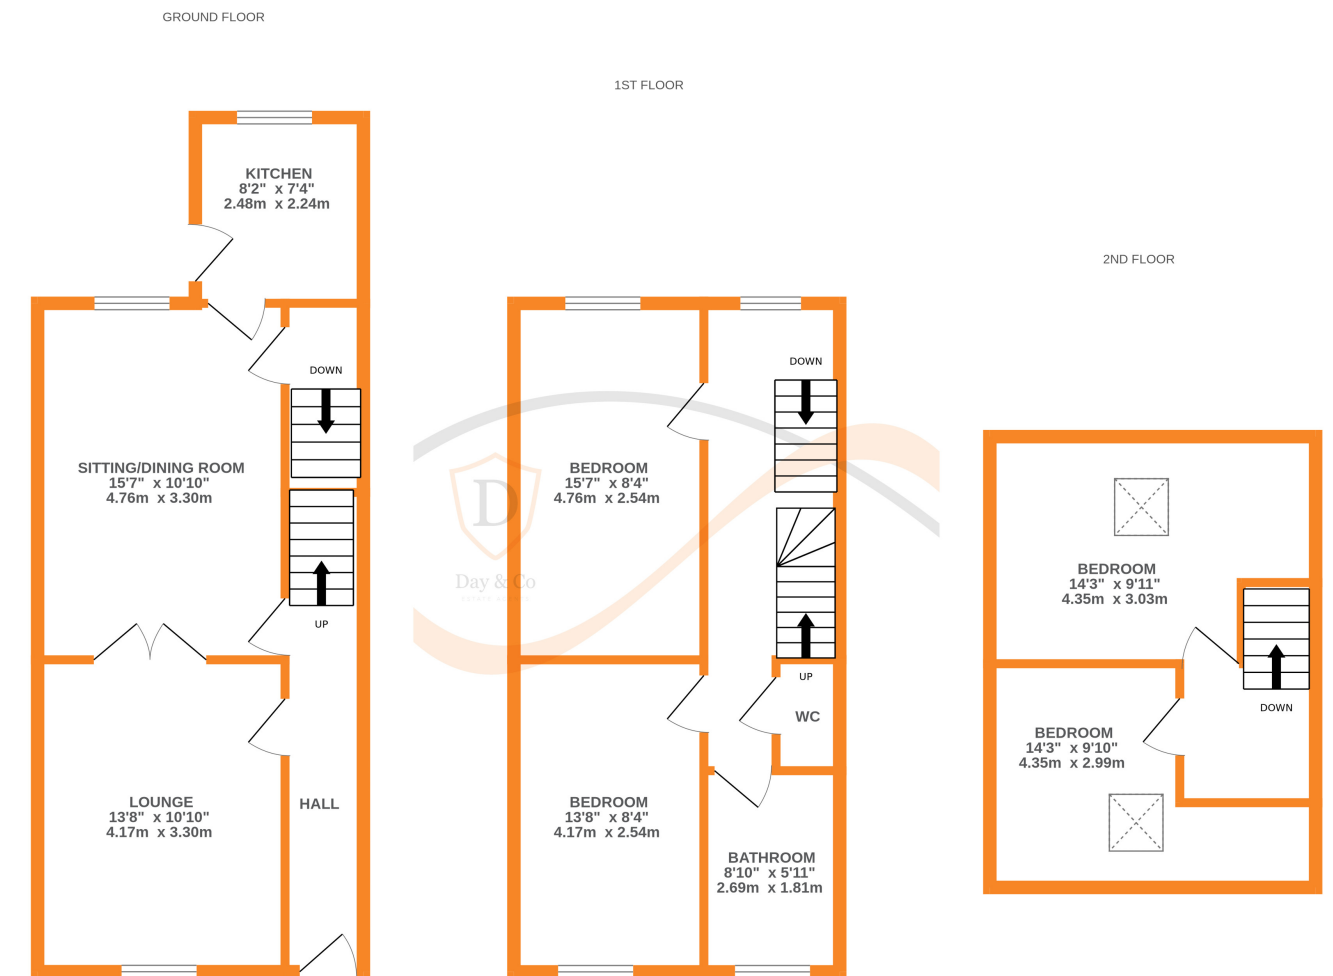 GROUND FLOOR
KITCHEN
8'2" x 7'4"
2.48m x 2.24m
DOWN
SITTING/DINING ROOM
15'7" x 10'10"
4.76m x 3.30m
UP
LOUNGE
13'8" x 10'10"
4.17m x 3.30m
HALL
1ST FLOOR
DOWN
BEDROOM
15'7" x 8'4"
4.76m x 2.54m
D
Day & Co
ESTATE AGENTS
UP
WC
BEDROOM
13'8" x 8'4"
4.17m x 2.54m
BATHROOM
8'10" x 5'11"
2.69m x 1.81m
2ND FLOOR
BEDROOM
14'3" x 9'11"
4.35m x 3.03m
DOWN
BEDROOM
14'3" x 9'10"
4.35m x 2.99m